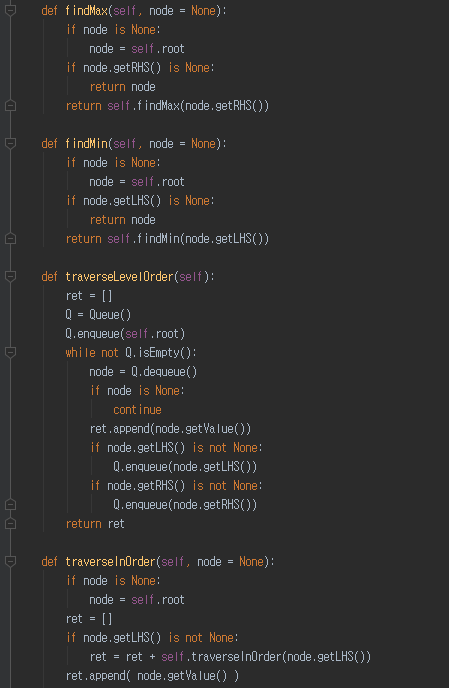 def findMax(self, node = None):
    if node is None:
        node = self.root
    if node.getRHS() is None:
        return node
    return self.findMax(node.getRHS())

def findMin(self, node = None):
    if node is None:
        node = self.root
    if node.getLHS() is None:
        return node
    return self.findMin(node.getLHS())

def traverseLevelOrder(self):
    ret = []
    Q = Queue()
    Q.enqueue(self.root)
    while not Q.isEmpty():
        node = Q.dequeue()
        if node is None:
            continue
        ret.append(node.getValue())
        if node.getLHS() is not None:
            Q.enqueue(node.getLHS())
        if node.getRHS() is not None:
            Q.enqueue(node.getRHS())
    return ret

def traverseInOrder(self, node = None):
    if node is None:
        node = self.root
    ret = []
    if node.getLHS() is not None:
        ret = ret + self.traverseInOrder(node.getLHS())
    ret.append( node.getValue() )